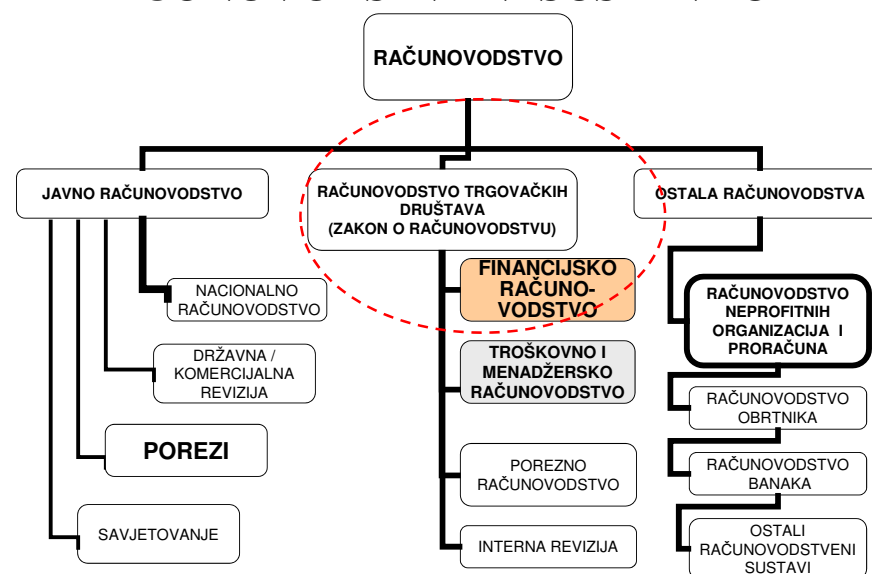 RAČUNOVODSTVO
JAVNO RAČUNOVODSTVO
NACIONALNO
RAČUNOVODSTVO
DRŽAVNA /
KOMERCIJALNA
REVIZIJA
POREZI
SAVJETOVANJE
RAČUNOVODSTVO TRGOVAČKIH
DRUŠTAVA
(ZAKON O RAČUNOVODSTVU)
FINANCIJSKO
RAČUNO-
VODSTVO
TROŠKOVNO I
MENADŽERSKO
RAČUNOVODSTVO
POREZNO
RAČUNOVODSTVO
INTERNA REVIZIJA
OSTALA RAČUNOVODSTVA
RAČUNOVODSTVO
NEPROFITNIH
ORGANIZACIJA I
PRORAČUNA
RAČUNOVODSTVO
OBRTNIKA
RAČUNOVODSTVO
BANAKA
OSTALI
RAČUNOVODSTVENI
SUSTAVI